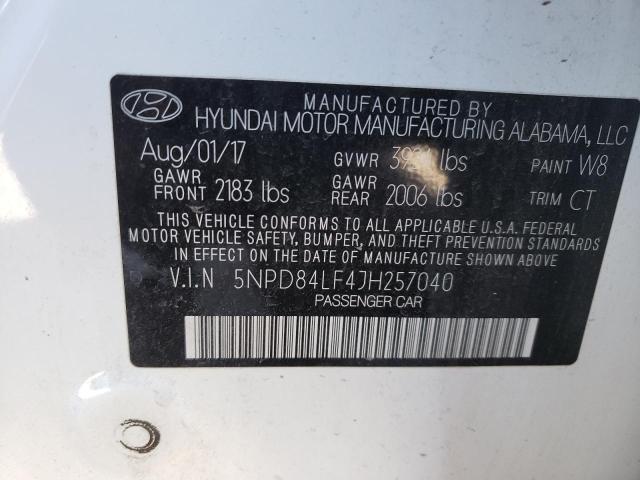 MANUFACTURED BY
HYUNDAI MOTOR MANUFACTURING ALABAMA, LLC
Aug/01/17 GVWR lbs PAINT W8
GAWR FRONT 2183 lbs GAWR REAR 2006 lbs TRIM CT
THIS VEHICLE CONFORMS TO ALL APPLICABLE U.S.A. FEDERAL
MOTOR VEHICLE SAFETY, BUMPER, AND THEFT PREVENTION STANDARDS
IN EFFECT ON THE DATE OF MANUFACTURE SHOWN ABOVE
V.I.N 5NPD84LF4JH257040
PASSENGER CAR